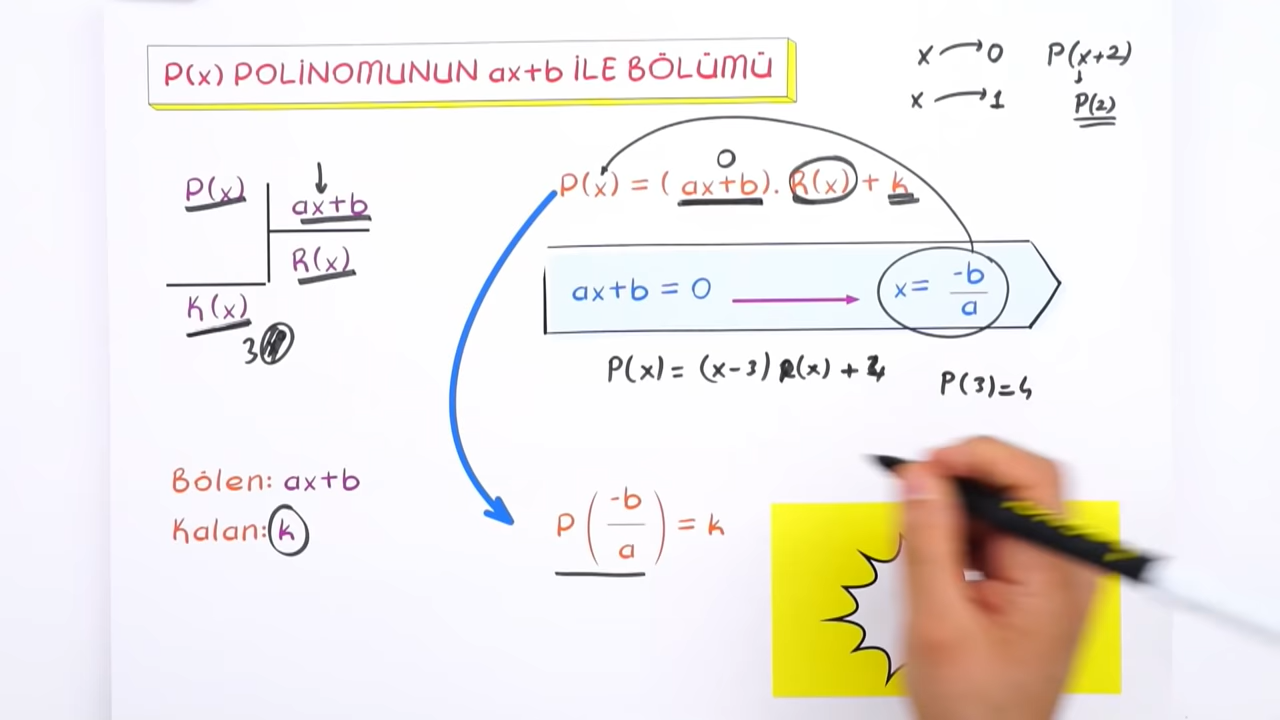 P(x) POLİNOMUNUN ax+b İLE BÖLÜMÜ
x → 0 P(x+2)
x → 1 P(2)
P(x) ax+b
R(x)
K(x)
3
0
P(x) = (ax+b). R(x) + k
ax+b = 0 → x = -b/a
P(x) = (x-3) R(x) +
P(3)=4
Bölen: ax+b
Kalan: k
P(-b/a) = k